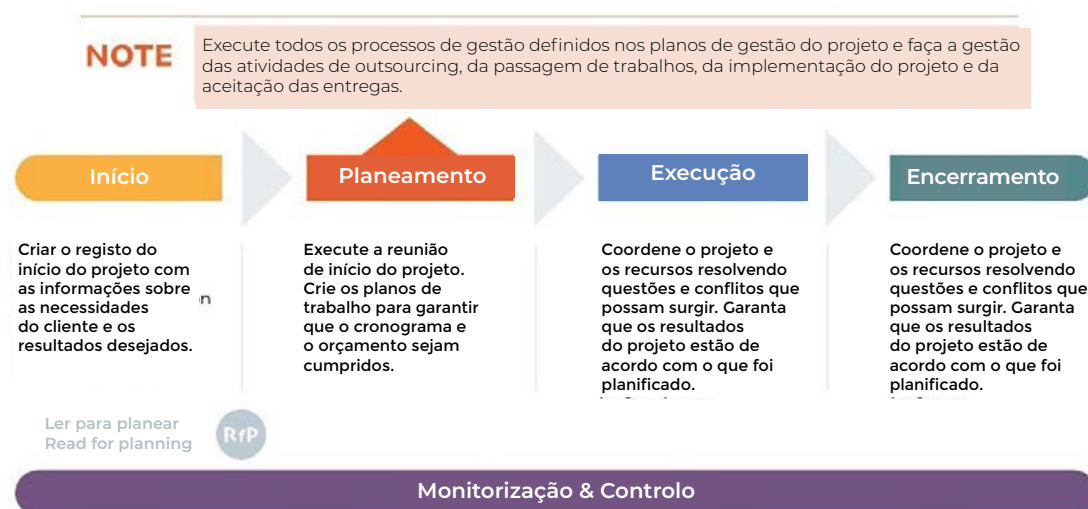 NOTE
Execute todos os processos de gestão definidos nos planos de gestão do projeto e faça a gestão
das atividades de outsourcing, da passagem de trabalhos, da implementação do projeto e da
aceitação das entregas.
Início
Planeamento
Execução
Encerramento
Criar o registo do
início do projeto com
as informações sobre
as necessidades
do cliente e os
resultados desejados.
Execute a reunião
de início do projeto.
Crie os planos de
trabalho para garantir
que o cronograma e
o orçamento sejam
cumpridos.
Coordene o projeto e
os recursos resolvendo
questões e conflitos que
possam surgir. Garanta
que os resultados
do projeto estão de
acordo com o que foi
planificado.
Coordene o projeto e
os recursos resolvendo
questões e conflitos que
possam surgir. Garanta
que os resultados
do projeto estão de
acordo com o que foi
planificado.
Ler para planear
Read for planning
RfP
Monitorização & Controlo